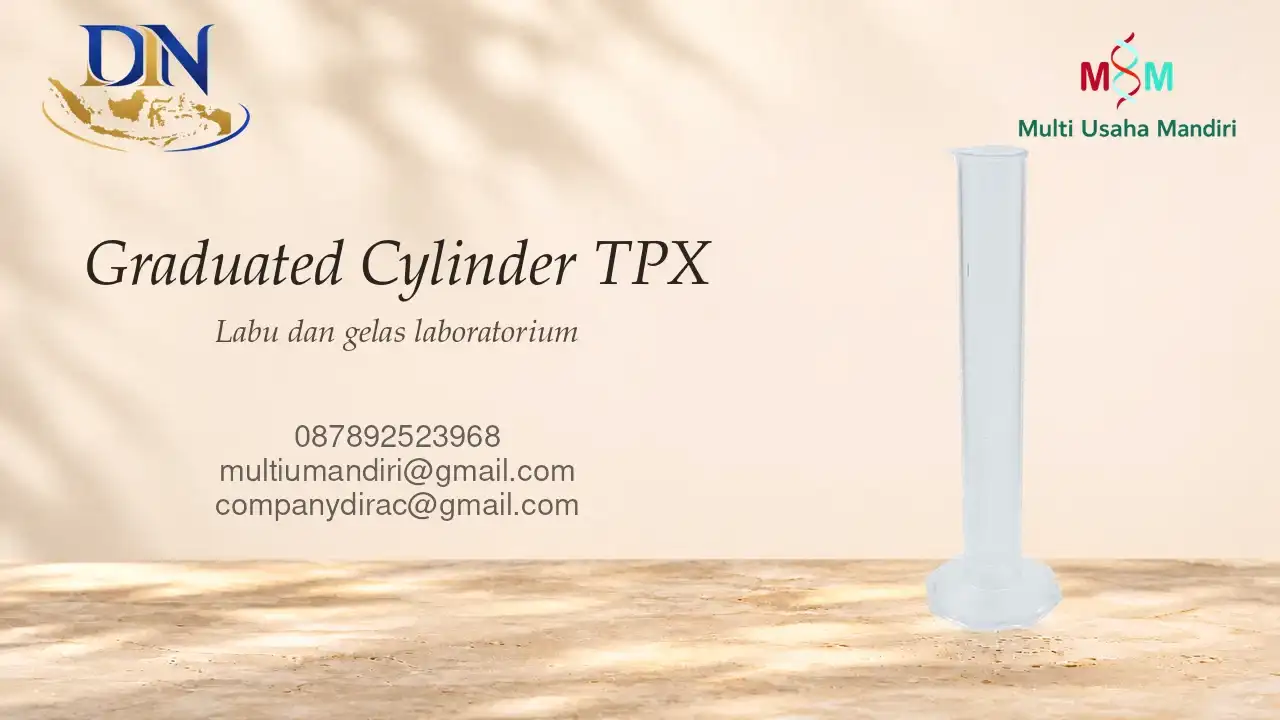 DN
MSM
Multi Usaha Mandiri
Graduated Cylinder TPX
Labu dan gelas laboratorium
087892523968
multiumandiri@gmail.com
companydirac@gmail.com